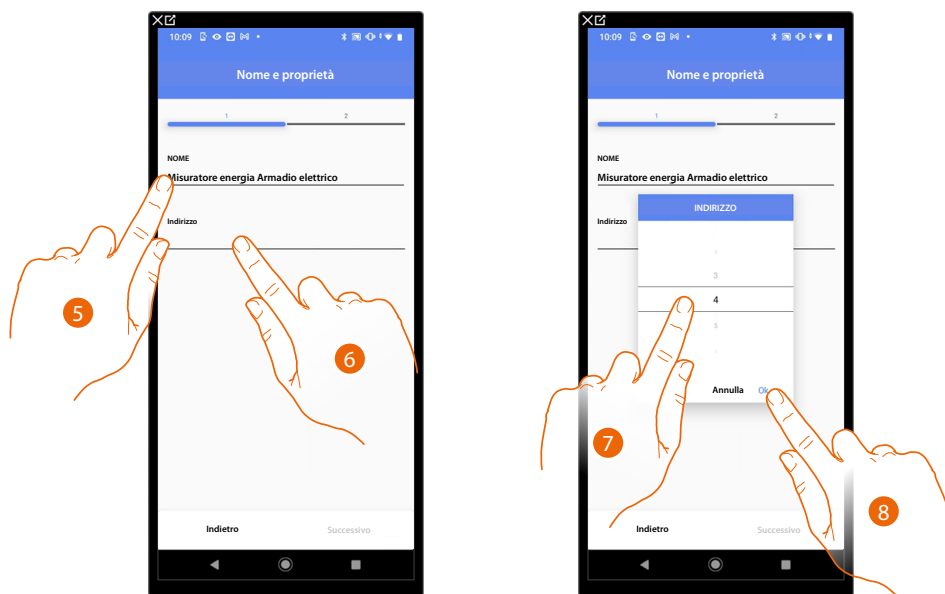 10:09
Nome e proprietà
1 2
NOME
Misuratore energia Armadio elettrico
Indirizzo
5
6
Indietro Successivo
10:09
Nome e proprietà
1 2
NOME
Misuratore energia Armadio elettrico
Indirizzo
INDIRIZZO
3
4
5
Annulla Ok
7
8
Indietro Successivo